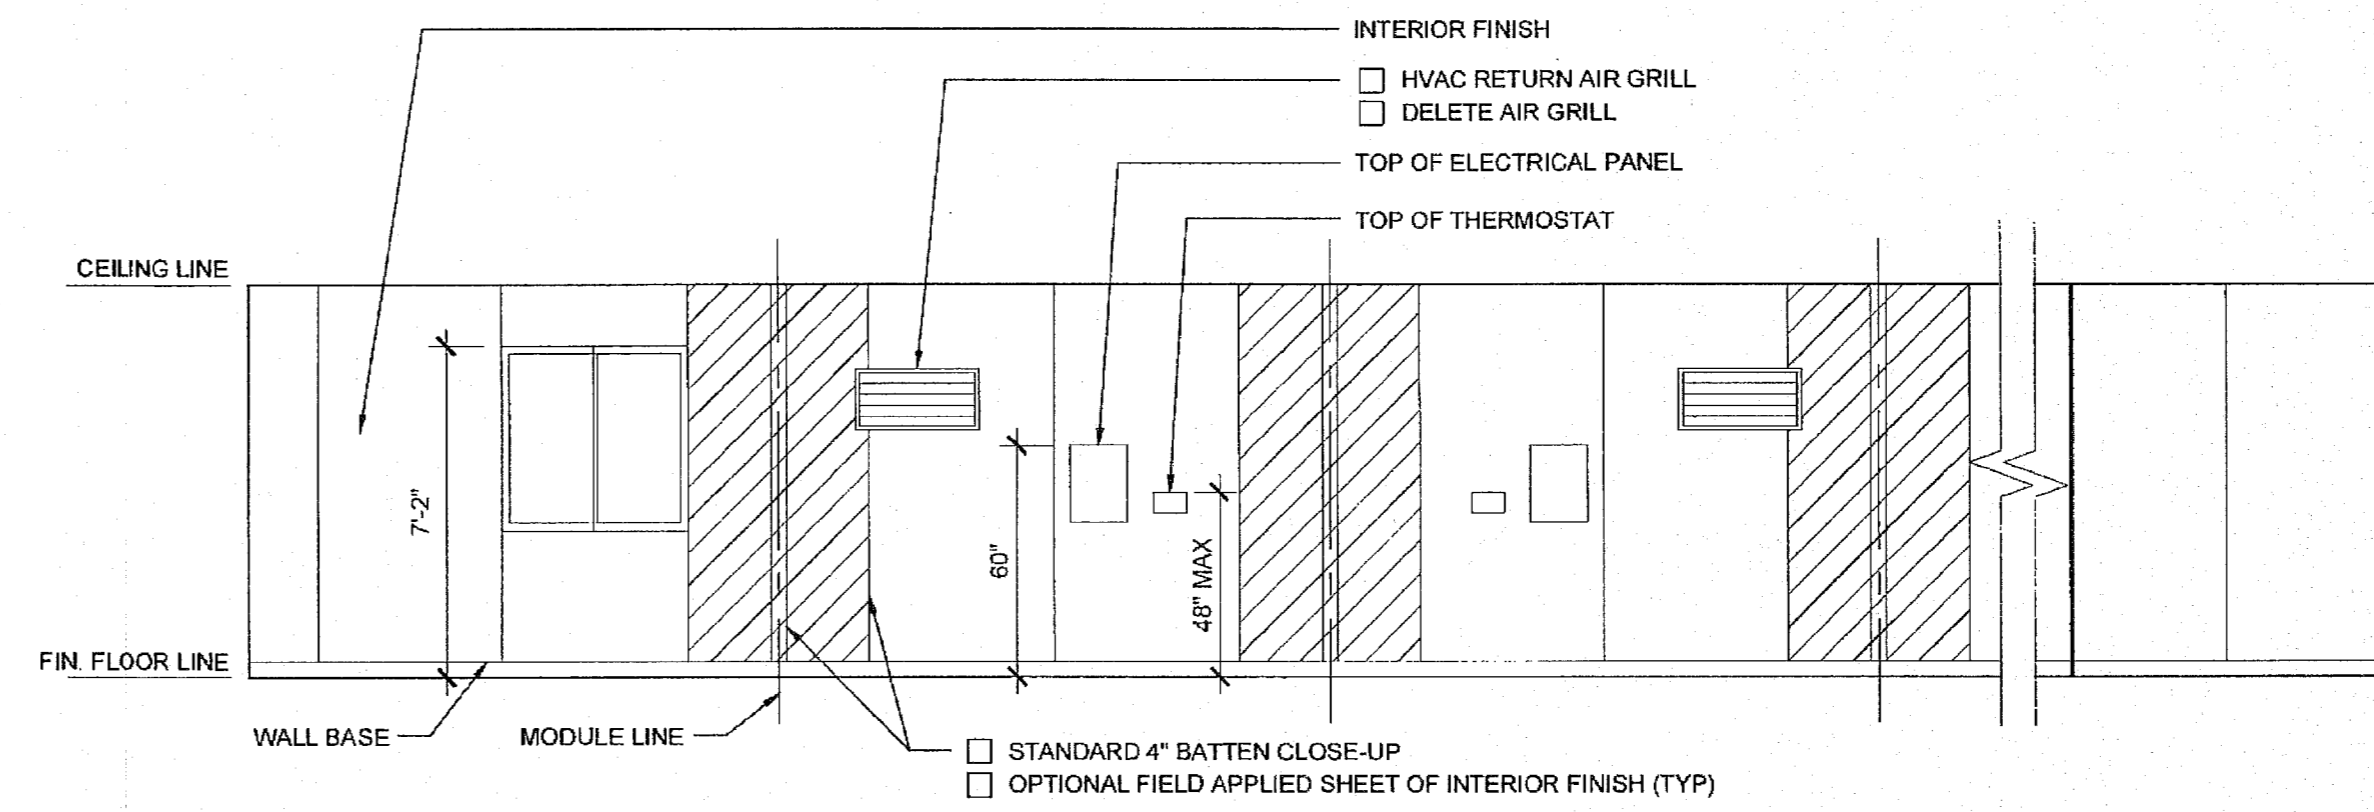 INTERIOR FINISH
HVAC RETURN AIR GRILL
DELETE AIR GRILL
TOP OF ELECTRICAL PANEL
TOP OF THERMOSTAT
CEILING LINE
7'-2"
60"
48" MAX
FIN. FLOOR LINE
WALL BASE
MODULE LINE
STANDARD 4" BATTEN CLOSE-UP
OPTIONAL FIELD APPLIED SHEET OF INTERIOR FINISH (TYP)